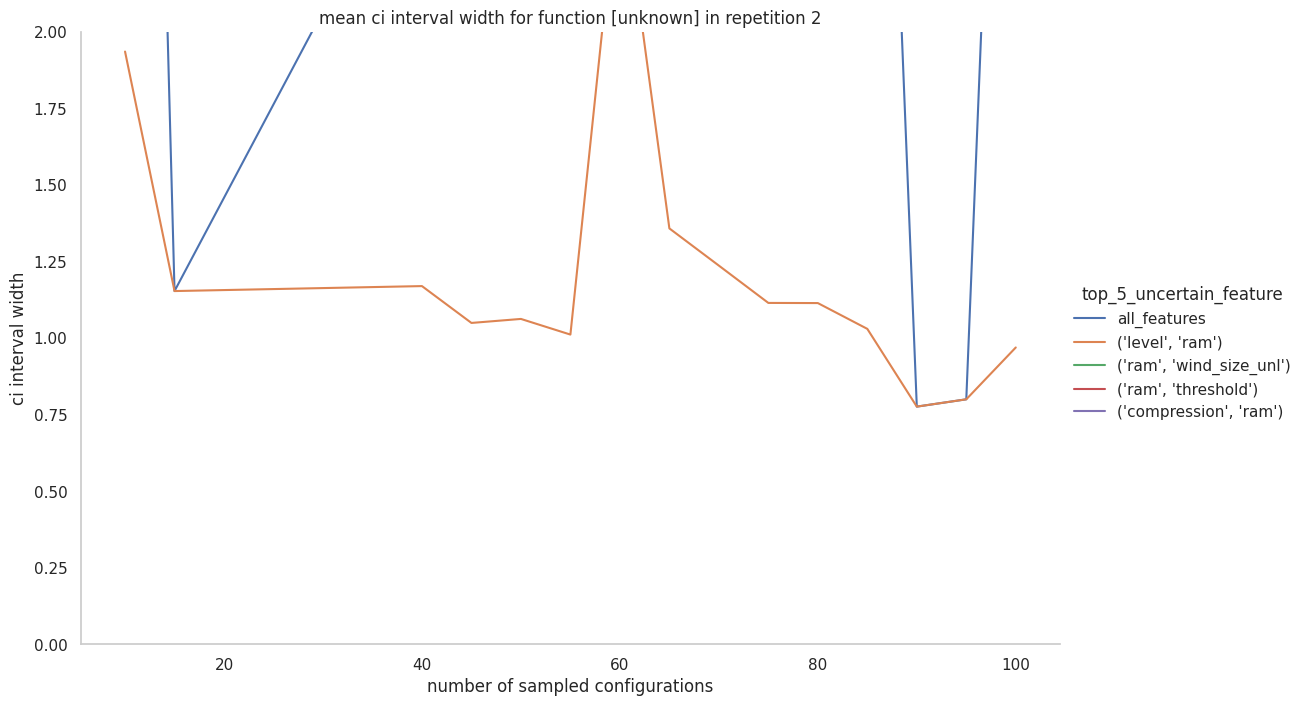 mean ci interval width for function [unknown] in repetition 2
2.00
1.75
1.50
1.25
1.00
0.75
0.50
0.25
0.00
ci interval width
20 40 60 80 100
number of sampled configurations
top_5_uncertain_feature
all_features
('level', 'ram')
('ram', 'wind_size_unl')
('ram', 'threshold')
('compression', 'ram')